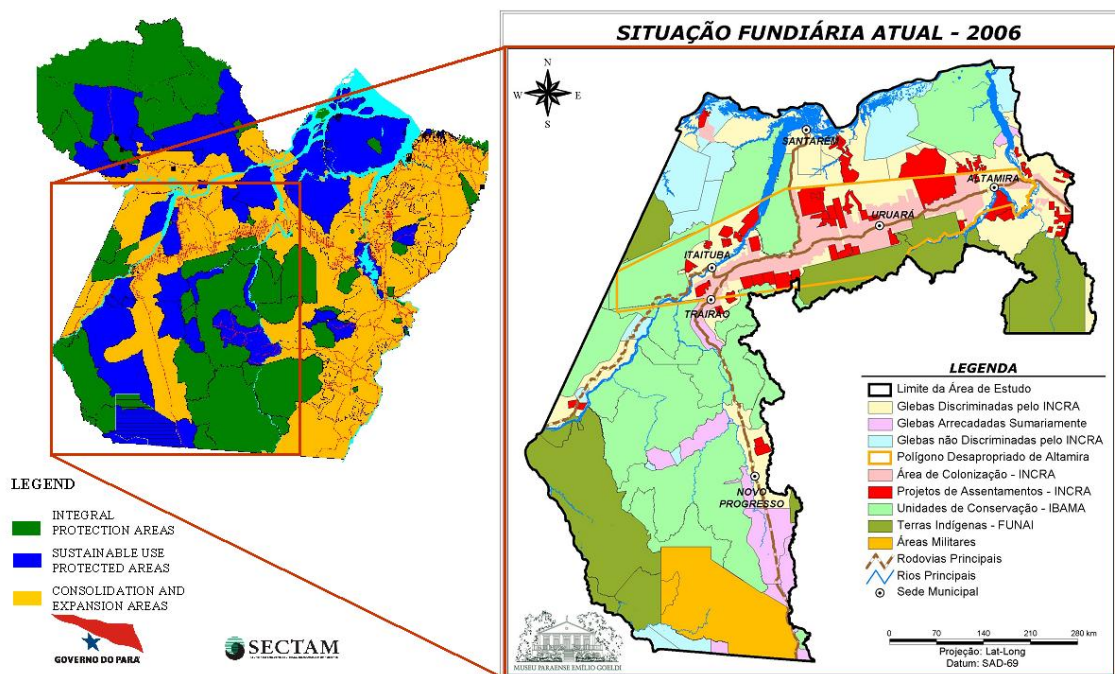 LEGEND
INTEGRAL
PROTECTION AREAS
SUSTAINABLE USE
PROTECTED AREAS
CONSOLIDATION AND
EXPANSION AREAS
GOVERNO DO PARÁ
SECTAM
SITUAÇÃO FUNDIÁRIA ATUAL - 2006
N
W E
S
SANTARÉM
ALTAMIRA
URUARÁ
ITAITUBA
TRAIRÃO
NOVO
PROGRESSO
LEGENDA
Limite da Área de Estudo
Glebas Discriminadas pelo INCRA
Glebas Arrecadadas Sumariamente
Glebas não Discriminadas pelo INCRA
Polígono Desapropriado de Altamira
Área de Colonização - INCRA
Projetos de Assentamentos - INCRA
Unidades de Conservação - IBAMA
Terras Indígenas - FUNAI
Áreas Militares
Rodovias Principais
Rios Principais
Sede Municipal
0 70 140 210 280 km
Projeção: Lat-Long
Datum: SAD-69
MUSEU PARAENSE EMÍLIO GOELDI